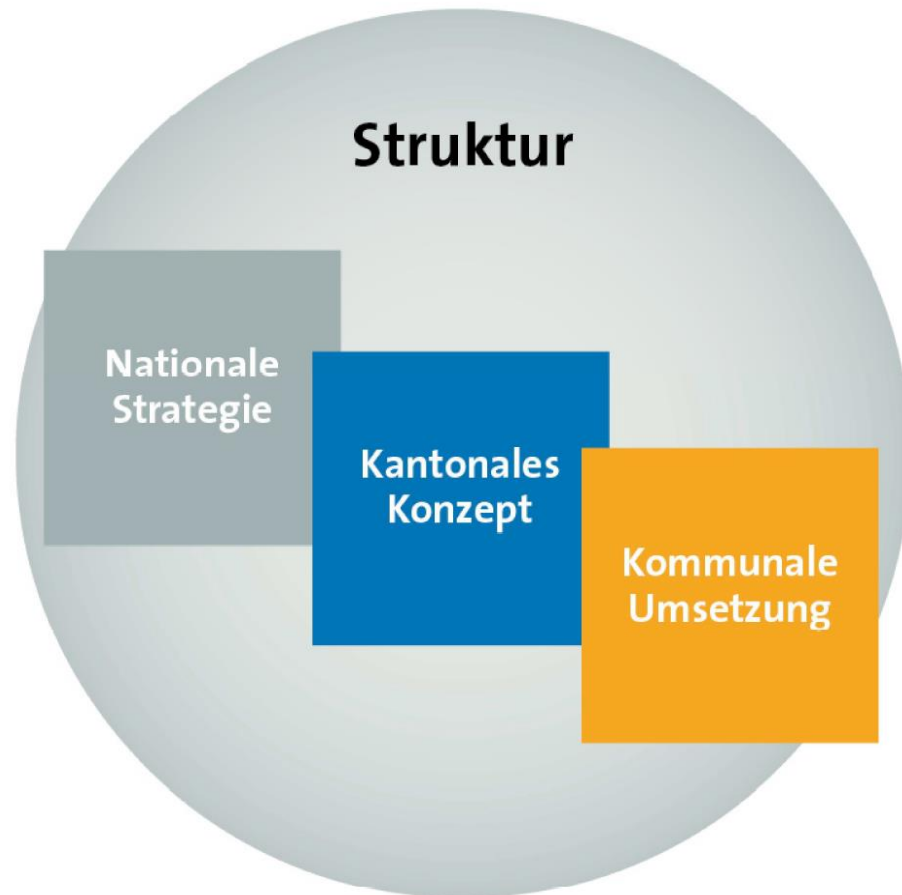 Struktur
Nationale
Strategie
Kantonales
Konzept
Kommunale
Umsetzung